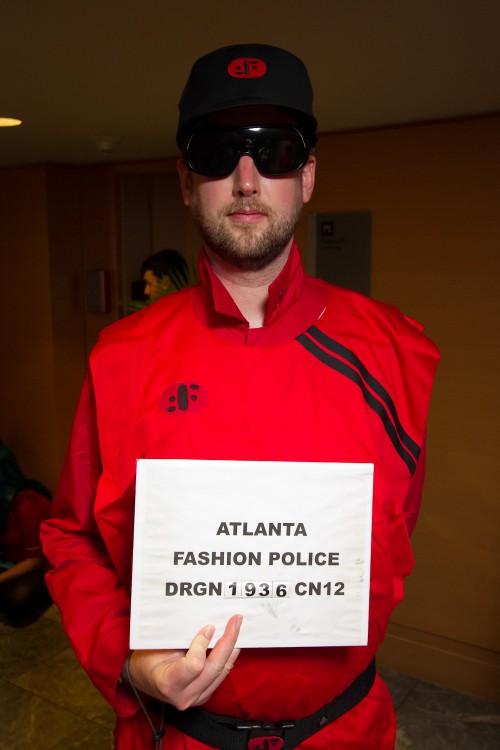 ATLANTA
FASHION POLICE
DRGN 1936 CN12